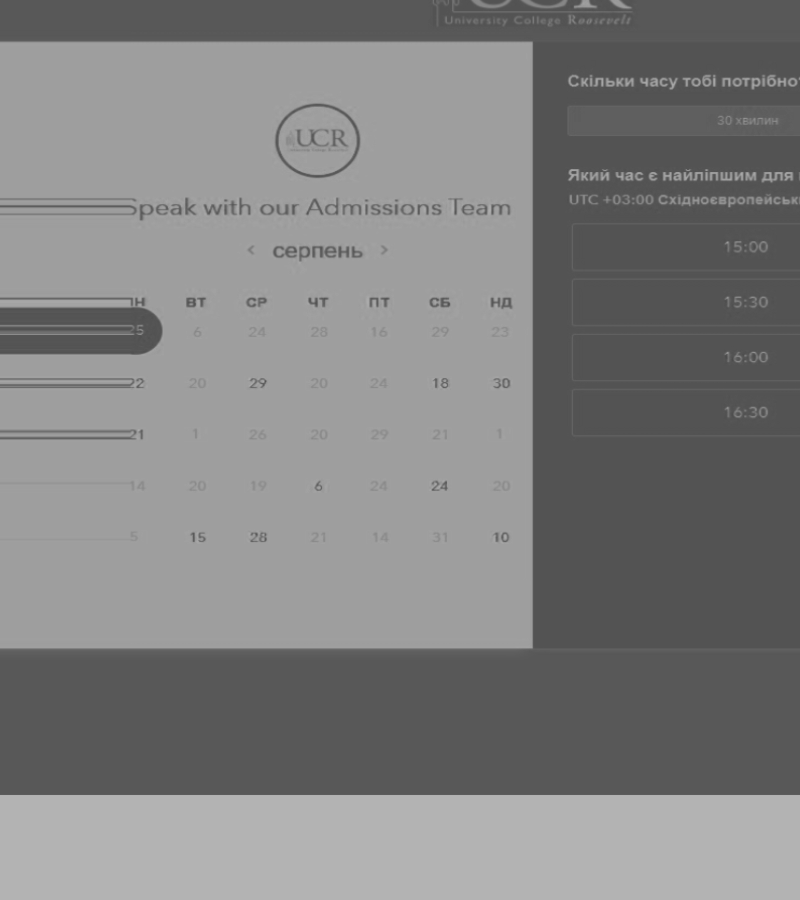 UCR
University College Roosevelt
UCR
Speak with our Admissions Team
< серпень >
ПН ВТ СР ЧТ ПТ СБ НД
25 6 24 28 16 29 23
22 20 29 20 24 18 30
21 1 26 20 29 21 1
14 20 19 6 24 24 20
5 15 28 21 14 31 10
Скільки часу тобі потрібно
30 хвилин
Який час є найліпшим для
UTC +03:00
15:00
15:30
16:00
16:30